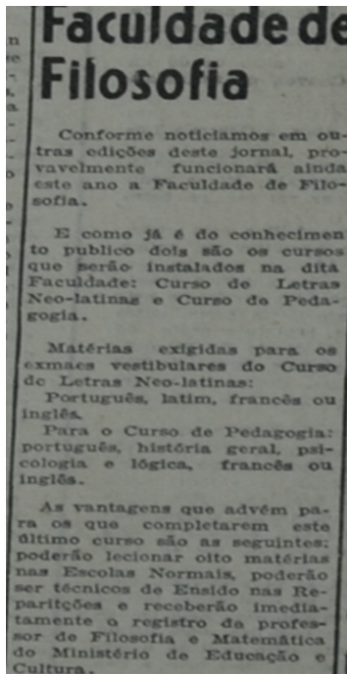 Faculdade de
Filosofia
Conforme noticiamos em ou-
tras edições deste jornal, pro-
vavelmente funcionará ainda
este ano a Faculdade de Filo-
sofia.
E como já é do conhecimen
to publico dois são os cursos
que serão instalados na dita
Faculdade: Curso de Letras
Neo-latinas e Curso de Peda-
gogia.
Matérias exigidas para os
exmaes vestibulares do Curso
de Letras Neo-latinas:
Português, latim, francês ou
inglês.
Para o Curso de Pedagogia:
português, história geral, psi-
cologia e lógica, francês ou
inglês.
As vantagens que advém pa-
ra os que completarem este
último curso são as seguintes:
poderão lecionar oito matérias
nas Escolas Normais, poderão
ser técnicos de Ensido nas Re-
paritções e receberão imedia-
tamente o registro de profes-
sor de Filosofia e Matemática
do Ministério de Educação e
Cultura.